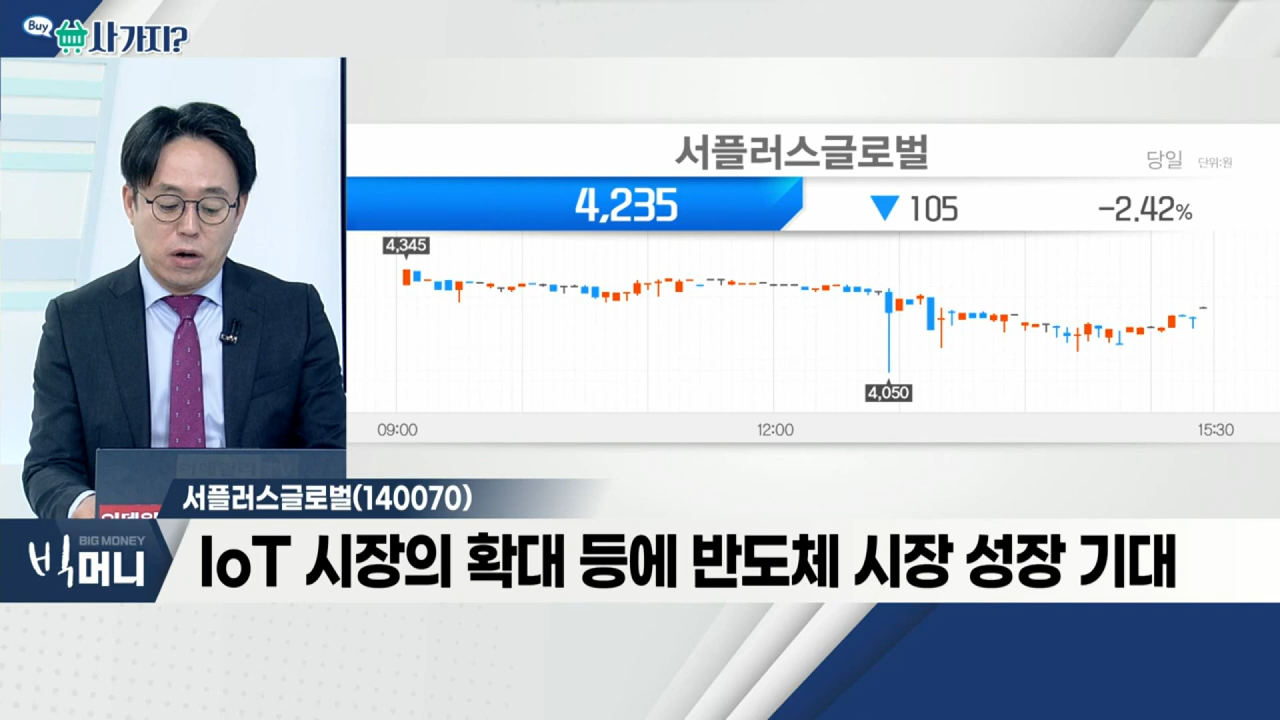 Buy
사가지?
서플러스글로벌
당일 단위:원
4,235 ▼ 105 -2.42%
4,345
4,050
09:00 12:00 15:30
서플러스글로벌(140070)
BIG MONEY
빅머니
IoT 시장의 확대 등에 반도체 시장 성장 기대